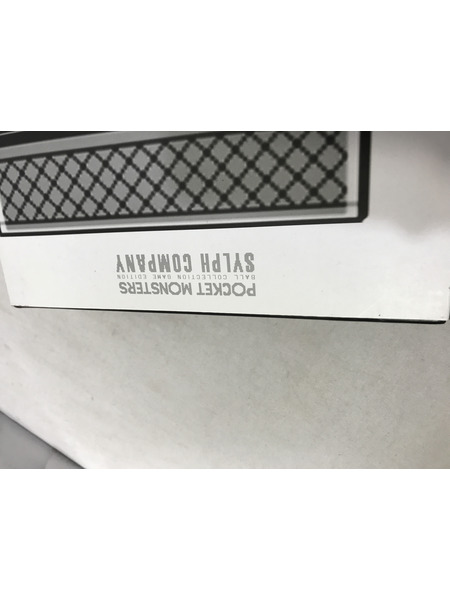 POCKET MONSTERS
BALL COLLECTION GAME EDITION
SYLPH COMPANY